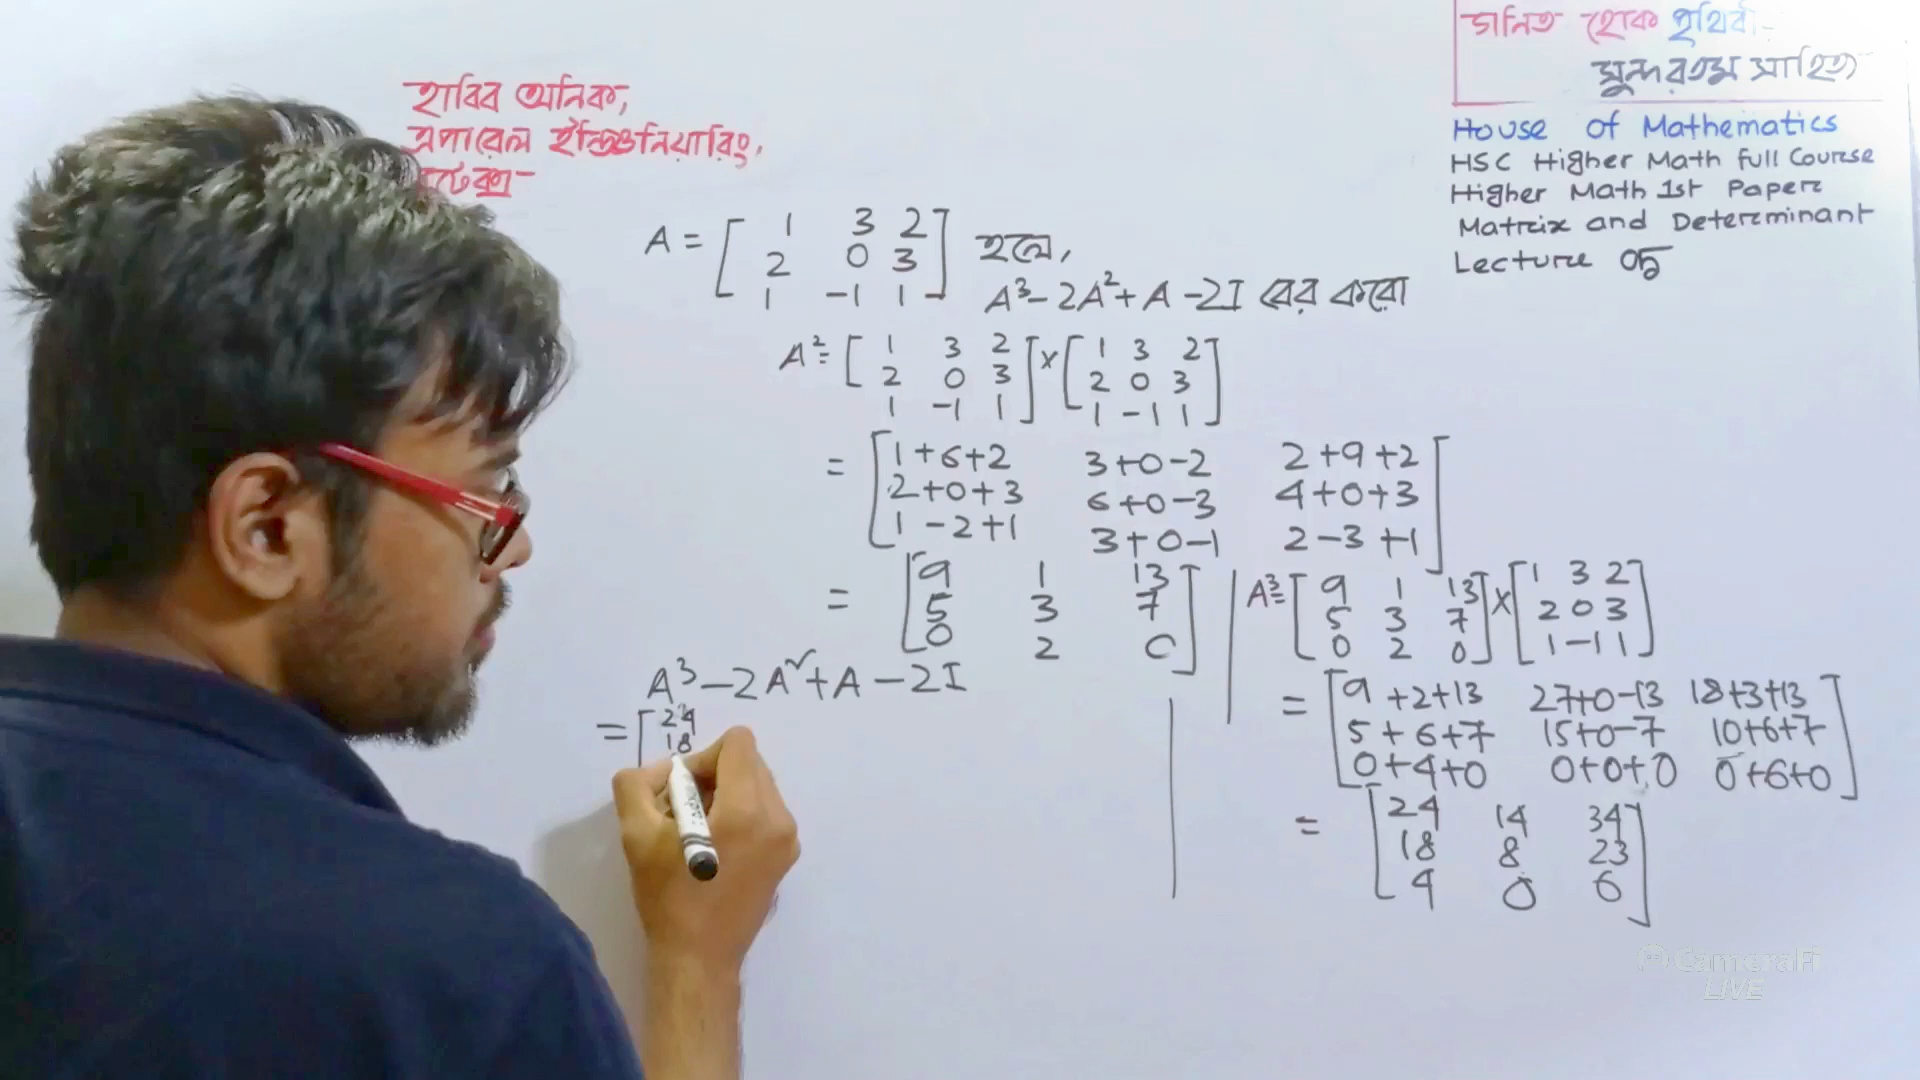 গনিত হোক পৃথিবী-
সুন্দরতম সাহিত্য
House of Mathematics
HSC Higher Math full Course
Higher Math 1st Paper
Matrix and Determinant
Lecture 05
হাবিব অনিক,
এপারেল ইন্জিওনিয়ারিং,
A = [ 1 3 2
2 0 3
1 -1 1 ] হলে,
A³ - 2A² + A - 2I বের করো
A² = [ 1 3 2 ] × [ 1 3 2 ]
2 0 3 2 0 3
1 -1 1 1 -1 1
= [ 1+6+2 3+0-2 2+9+2
2+0+3 6+0-3 4+0+3
1-2+1 3+0-1 2-3+1 ]
= [ 9 1 13
5 3 7
0 2 0 ]
A³ = [ 9 1 13 ] × [ 1 3 2 ]
5 3 7 2 0 3
0 2 0 1 -1 1
= [ 9+2+13 27+0-13 18+3+13
5+6+7 15+0-7 10+6+7
0+4+0 0+0+0 0+6+0 ]
= [ 24 14 34
18 8 23
4 0 6 ]
A³ - 2A² + A - 2I
= [ 24
18
CameraFi
LIVE